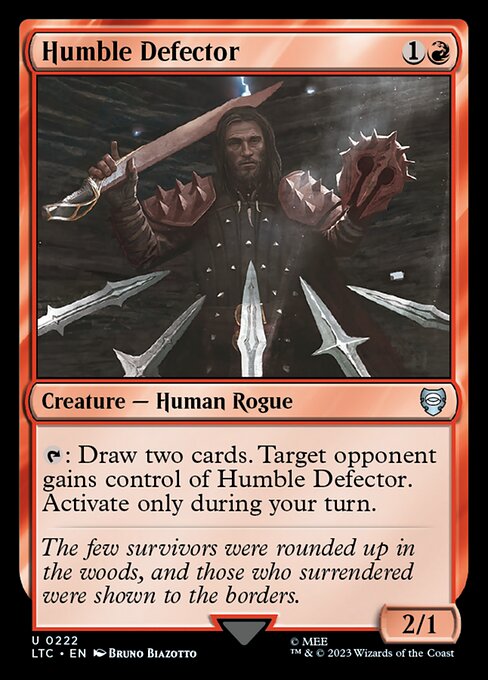 Humble Defector 1
Creature — Human Rogue
: Draw two cards. Target opponent
gains control of Humble Defector.
Activate only during your turn.
The few survivors were rounded up in
the woods, and those who surrendered
were shown to the borders.
2/1
U 0222
LTC • EN Bruno Biazotto
© MEE
™ & © 2023 Wizards of the Coast